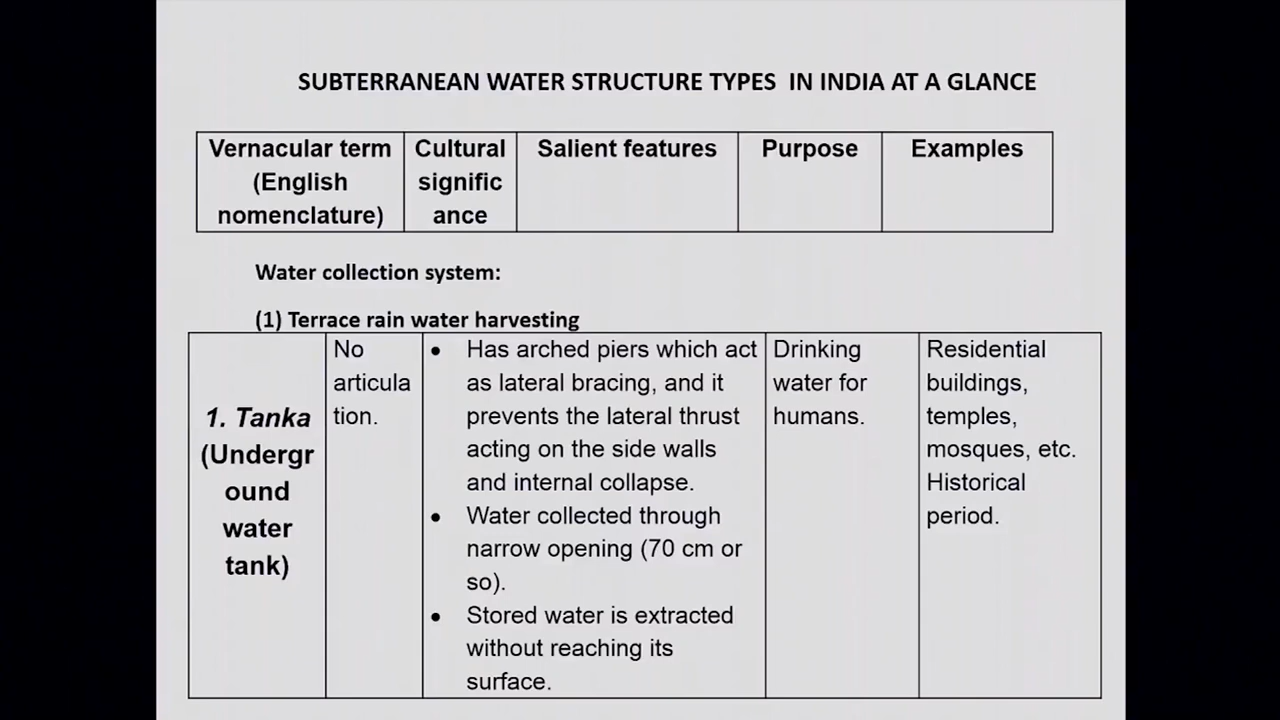 SUBTERRANEAN WATER STRUCTURE TYPES IN INDIA AT A GLANCE
Vernacular term
(English
nomenclature)
Cultural
signific
ance
Salient features
Purpose
Examples
Water collection system:
(1) Terrace rain water harvesting
1. Tanka
(Undergr
ound
water
tank)
No
articula
tion.
• Has arched piers which act
as lateral bracing, and it
prevents the lateral thrust
acting on the side walls
and internal collapse.
• Water collected through
narrow opening (70 cm or
so).
• Stored water is extracted
without reaching its
surface.
Drinking
water for
humans.
Residential
buildings,
temples,
mosques, etc.
Historical
period.